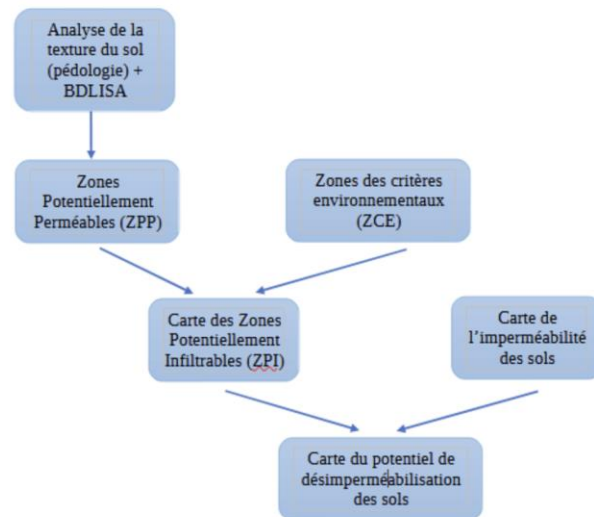 Analyse de la
texture du sol
(pédologie) +
BDLISA
Zones
Potentiellement
Perméables (ZPP)
Zones des critères
environnementaux
(ZCE)
Carte des Zones
Potentiellement
Infiltrables (ZPI)
Carte de
l’imperméabilité
des sols
Carte du potentiel de
désimperméabilisation
des sols